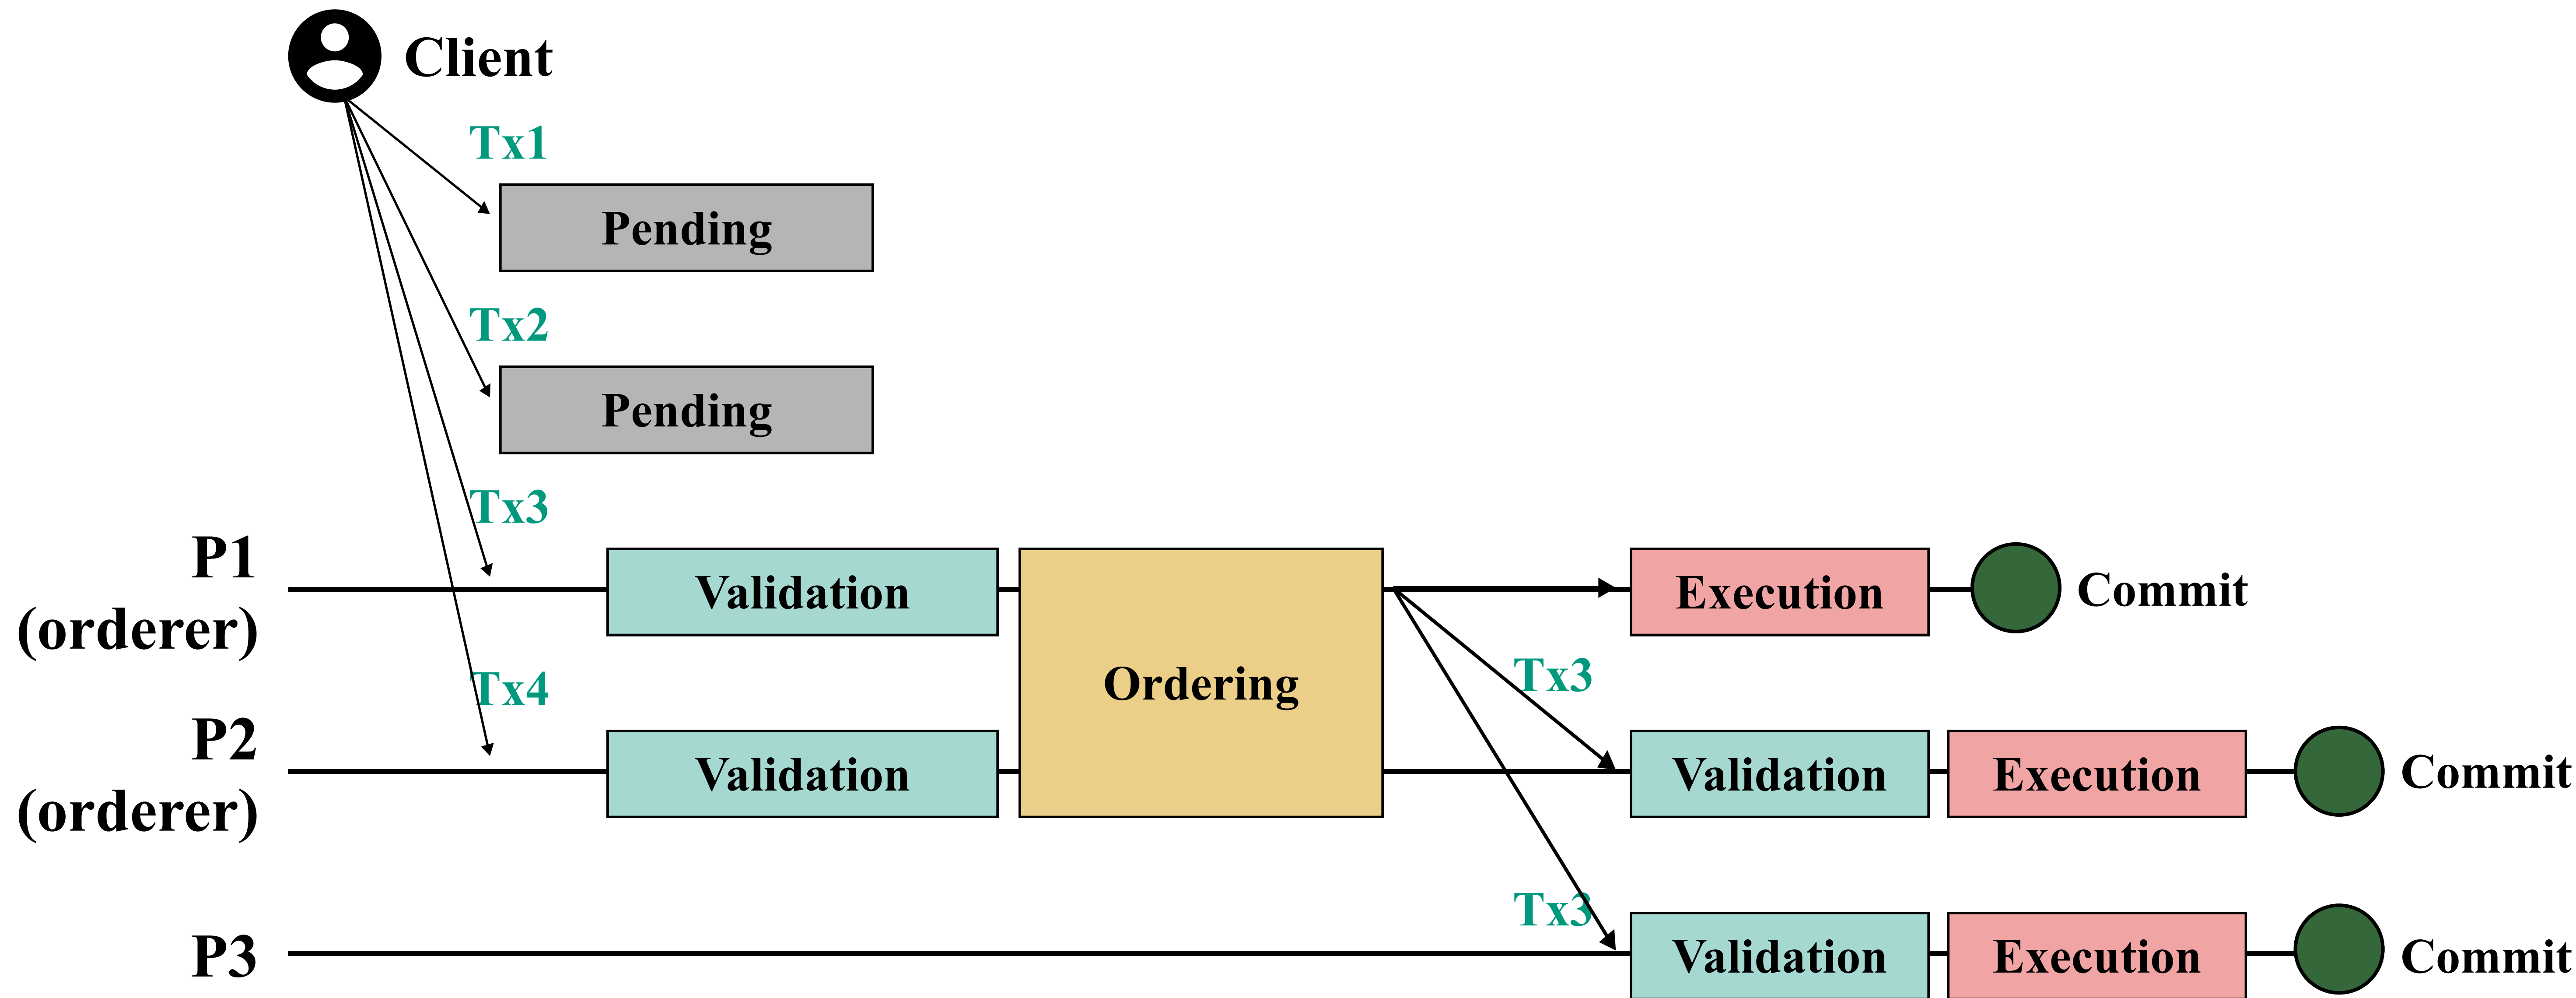 Client
Tx1
Pending
Tx2
Pending
Tx3
P1
(orderer)
Validation
Ordering
Execution
Commit
Tx4
Tx3
P2
(orderer)
Validation
Validation
Execution
Commit
Tx3
P3
Validation
Execution
Commit